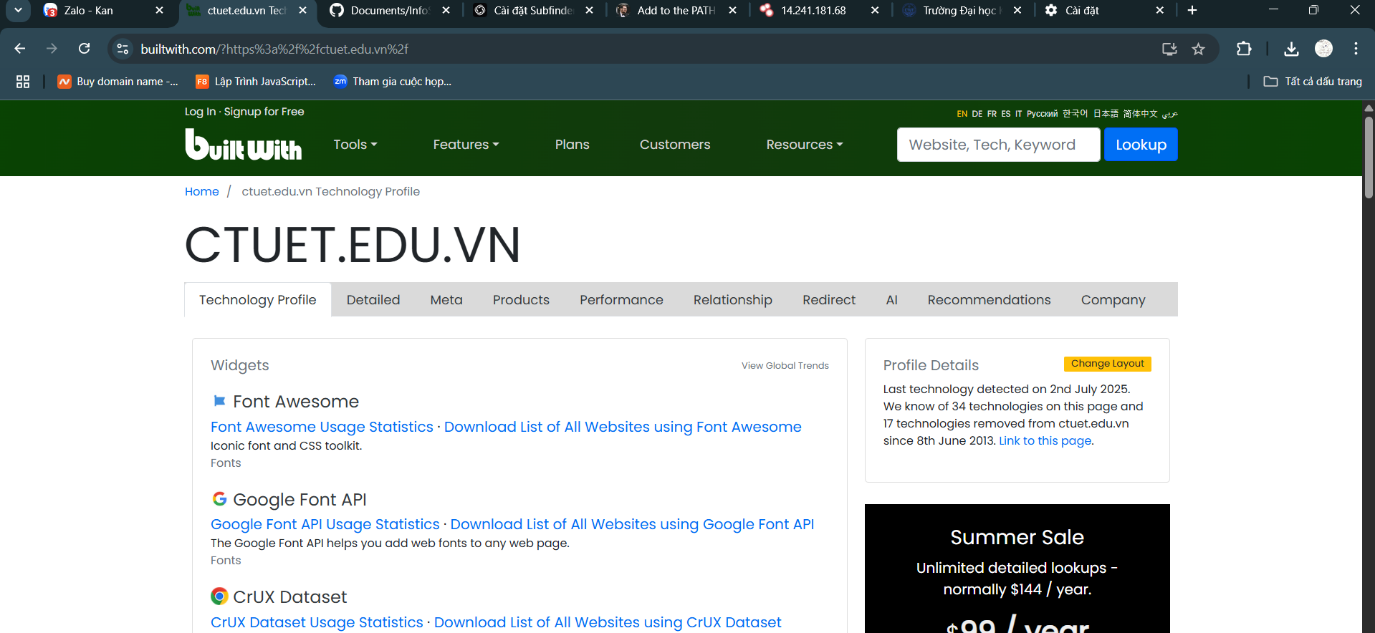 Zalo - Kan
ctuet.edu.vn Tech
Documents/Info
Cài đặt Subfinde
Add to the PATH
14.241.181.68
Trường Đại học
Cài đặt
builtwith.com/?https%3a%2f%2fctuet.edu.vn%2f
Buy domain name -...
Lập Trình JavaScript...
Tham gia cuộc họp...
Tất cả dấu trang
Log In · Signup for Free
EN DE FR ES IT Русский 한국어 日本語 简体中文 عربي
builtwith
Tools
Features
Plans
Customers
Resources
Website, Tech, Keyword
Lookup
Home / ctuet.edu.vn Technology Profile
CTUET.EDU.VN
Technology Profile
Detailed
Meta
Products
Performance
Relationship
Redirect
AI
Recommendations
Company
Widgets
View Global Trends
Font Awesome
Font Awesome Usage Statistics · Download List of All Websites using Font Awesome
Iconic font and CSS toolkit.
Fonts
Google Font API
Google Font API Usage Statistics · Download List of All Websites using Google Font API
The Google Font API helps you add web fonts to any web page.
Fonts
CrUX Dataset
CrUX Dataset Usage Statistics · Download List of All Websites using CrUX Dataset
Profile Details
Change Layout
Last technology detected on 2nd July 2025.
We know of 34 technologies on this page and
17 technologies removed from ctuet.edu.vn
since 8th June 2013. Link to this page.
Summer Sale
Unlimited detailed lookups -
normally $144 / year.
$99 / year